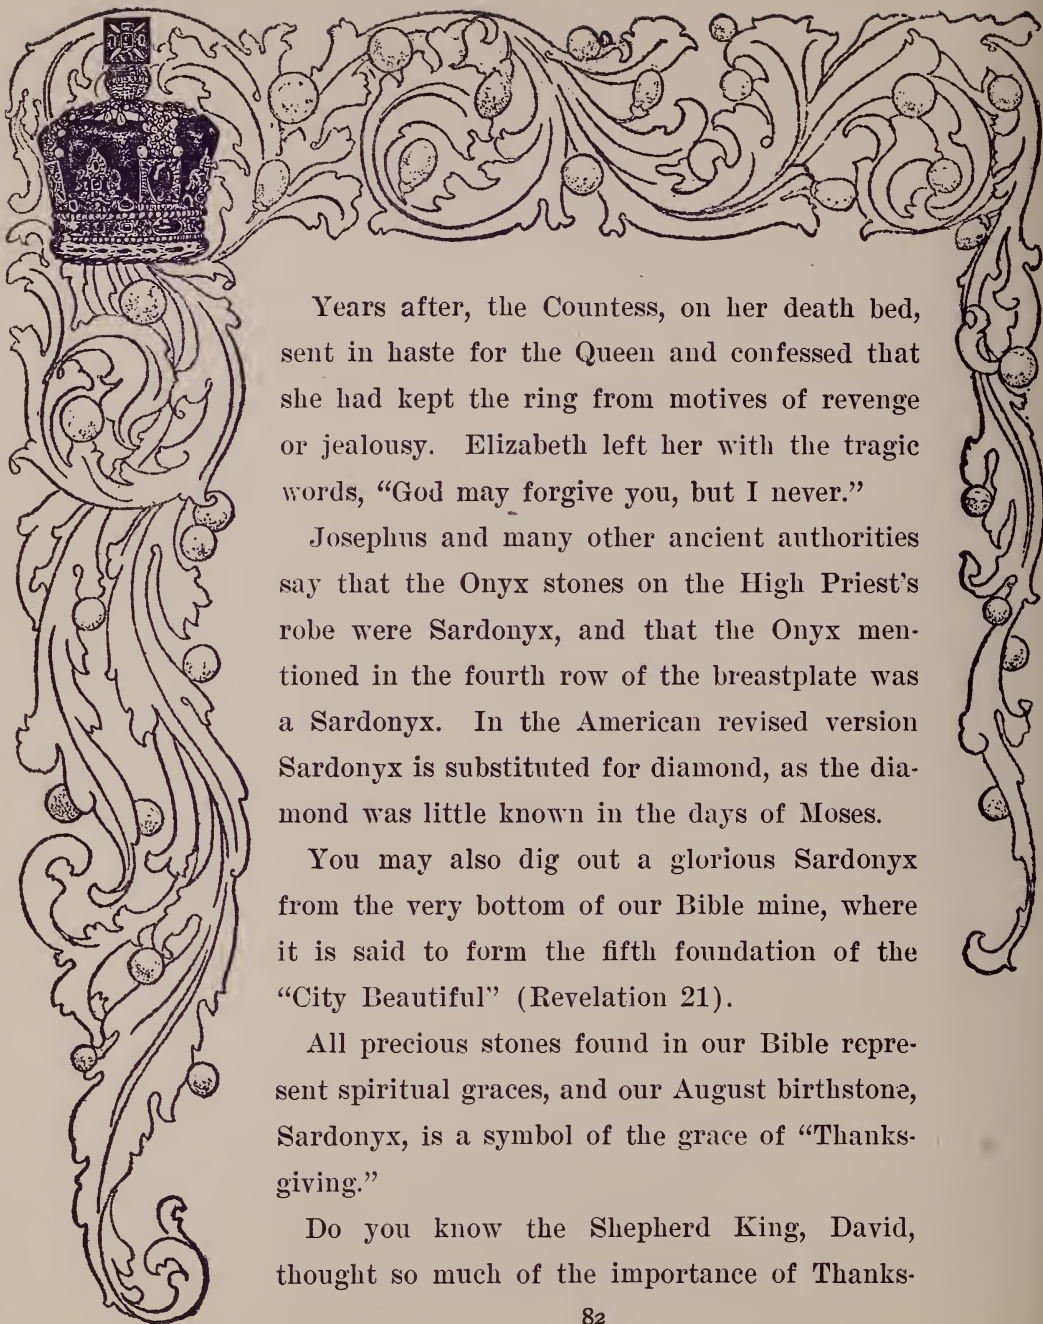 Years after, the Countess, on her death bed,
sent in haste for the Queen and confessed that
she had kept the ring from motives of revenge
or jealousy. Elizabeth left her with the tragic
words, “God may forgive you, but I never.”
Josephus and many other ancient authorities
say that the Onyx stones on the High Priest’s
robe were Sardonyx, and that the Onyx men-
tioned in the fourth row of the breastplate was
a Sardonyx. In the American revised version
Sardonyx is substituted for diamond, as the dia-
mond was little known in the days of Moses.
You may also dig out a glorious Sardonyx
from the very bottom of our Bible mine, where
it is said to form the fifth foundation of the
“City Beautiful” (Revelation 21).
All precious stones found in our Bible repre-
sent spiritual graces, and our August birthstone,
Sardonyx, is a symbol of the grace of “Thanks-
giving.”
Do you know the Shepherd King, David,
thought so much of the importance of Thanks-
82